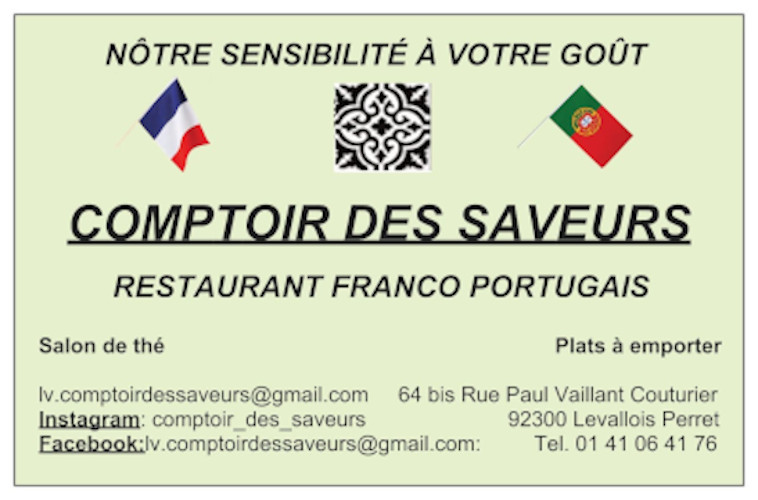 NÔTRE SENSIBILITÉ À VOTRE GOÛT
COMPTOIR DES SAVEURS
RESTAURANT FRANCO PORTUGAIS
Salon de thé Plats à emporter
lv.comptoirdessaveurs@gmail.com 64 bis Rue Paul Vaillant Couturier
Instagram: comptoir_des_saveurs 92300 Levallois Perret
Facebook:lv.comptoirdessaveurs@gmail.com: Tel. 01 41 06 41 76